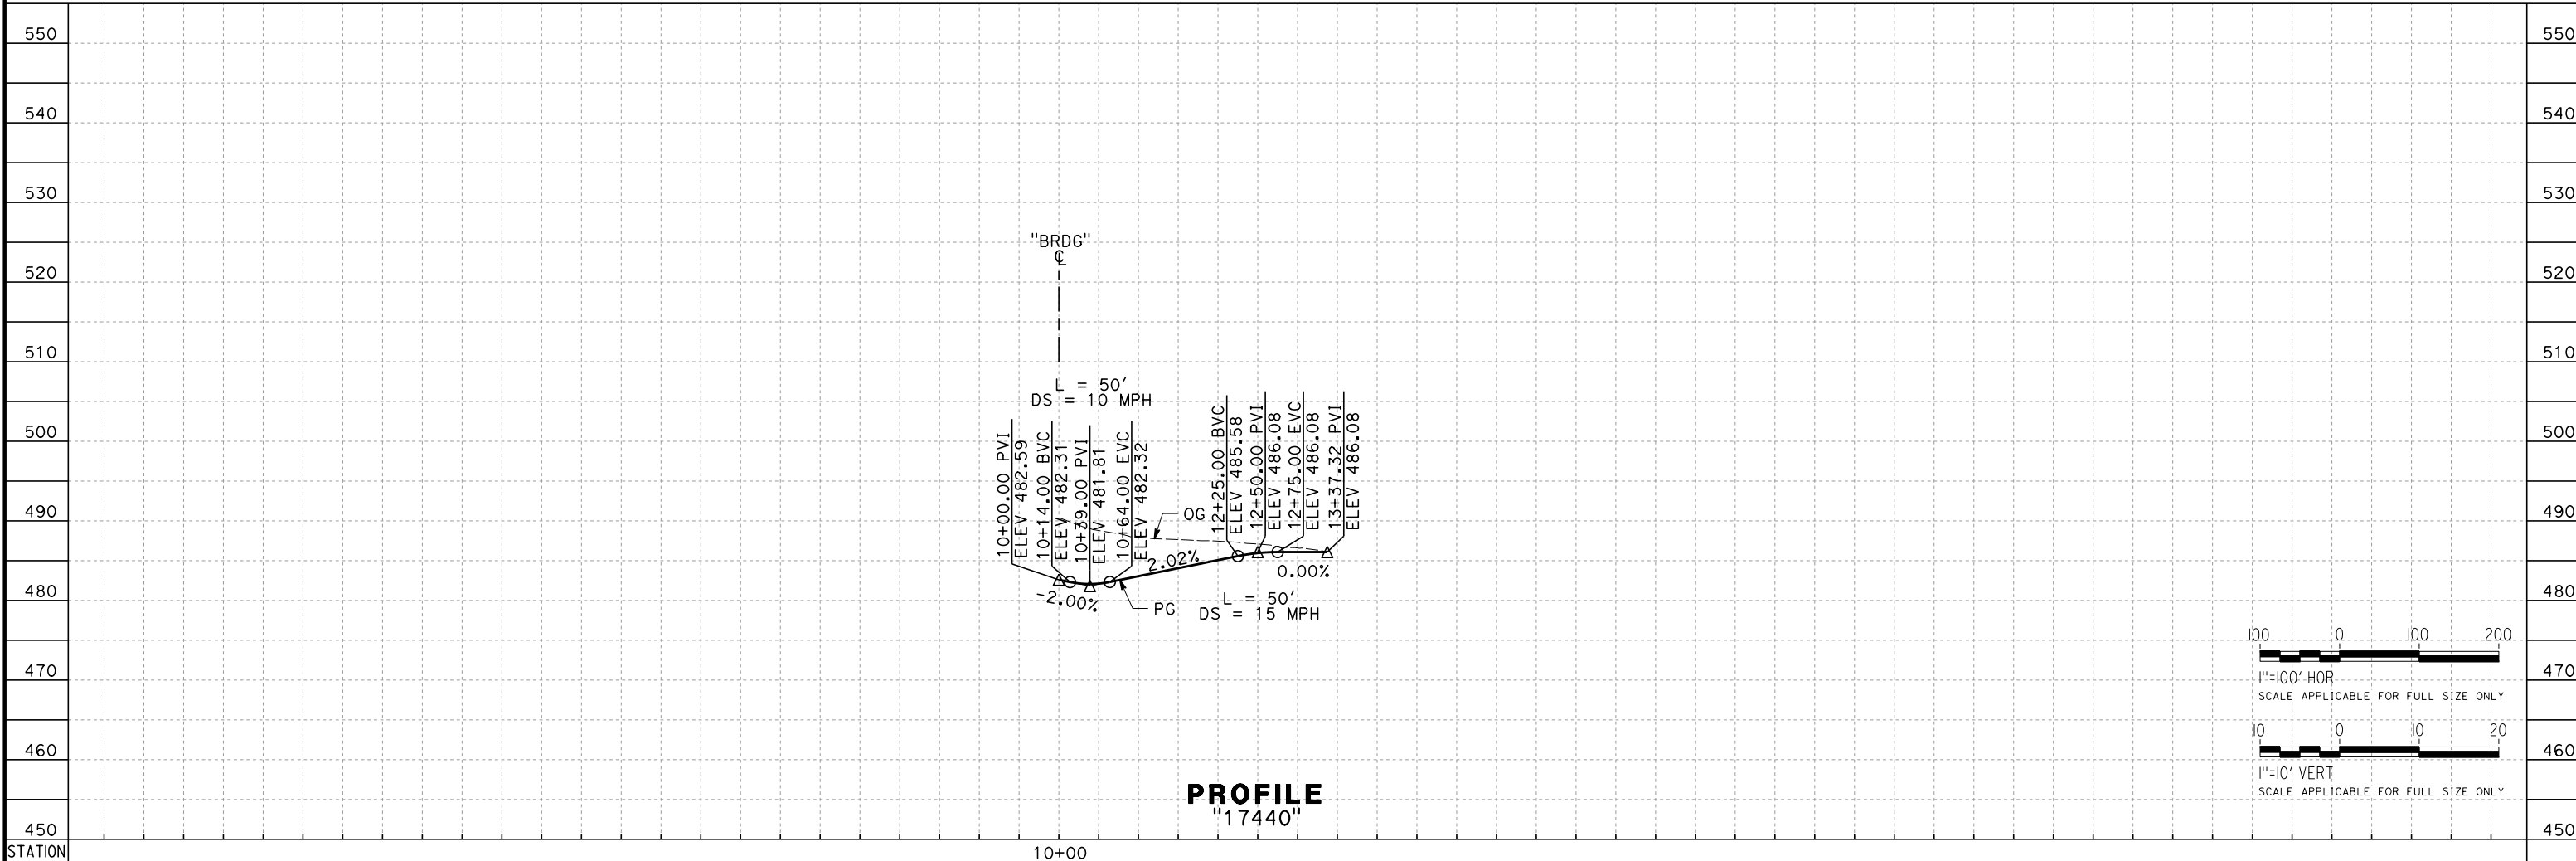 550
550
540
540
530
530
"BRDG"
℄
520
520
510
510
L = 50'
DS = 10 MPH
500
500
10+00.00 PVI
ELEV 482.59
10+14.00 BVC
ELEV 482.31
10+39.00 PVI
ELEV 481.81
10+64.00 EVC
ELEV 482.32
12+25.00 BVC
ELEV 485.58
12+50.00 PVI
ELEV 486.08
12+75.00 EVC
ELEV 486.08
13+37.32 PVI
ELEV 486.08
490
490
OG
2.02%
0.00%
-2.00%
PG
L = 50'
DS = 15 MPH
480
480
100 0 100 200
470
470
1"=100' HOR
SCALE APPLICABLE FOR FULL SIZE ONLY
10 0 10 20
460
460
1"=10' VERT
SCALE APPLICABLE FOR FULL SIZE ONLY
PROFILE
"17440"
450
450
STATION
10+00